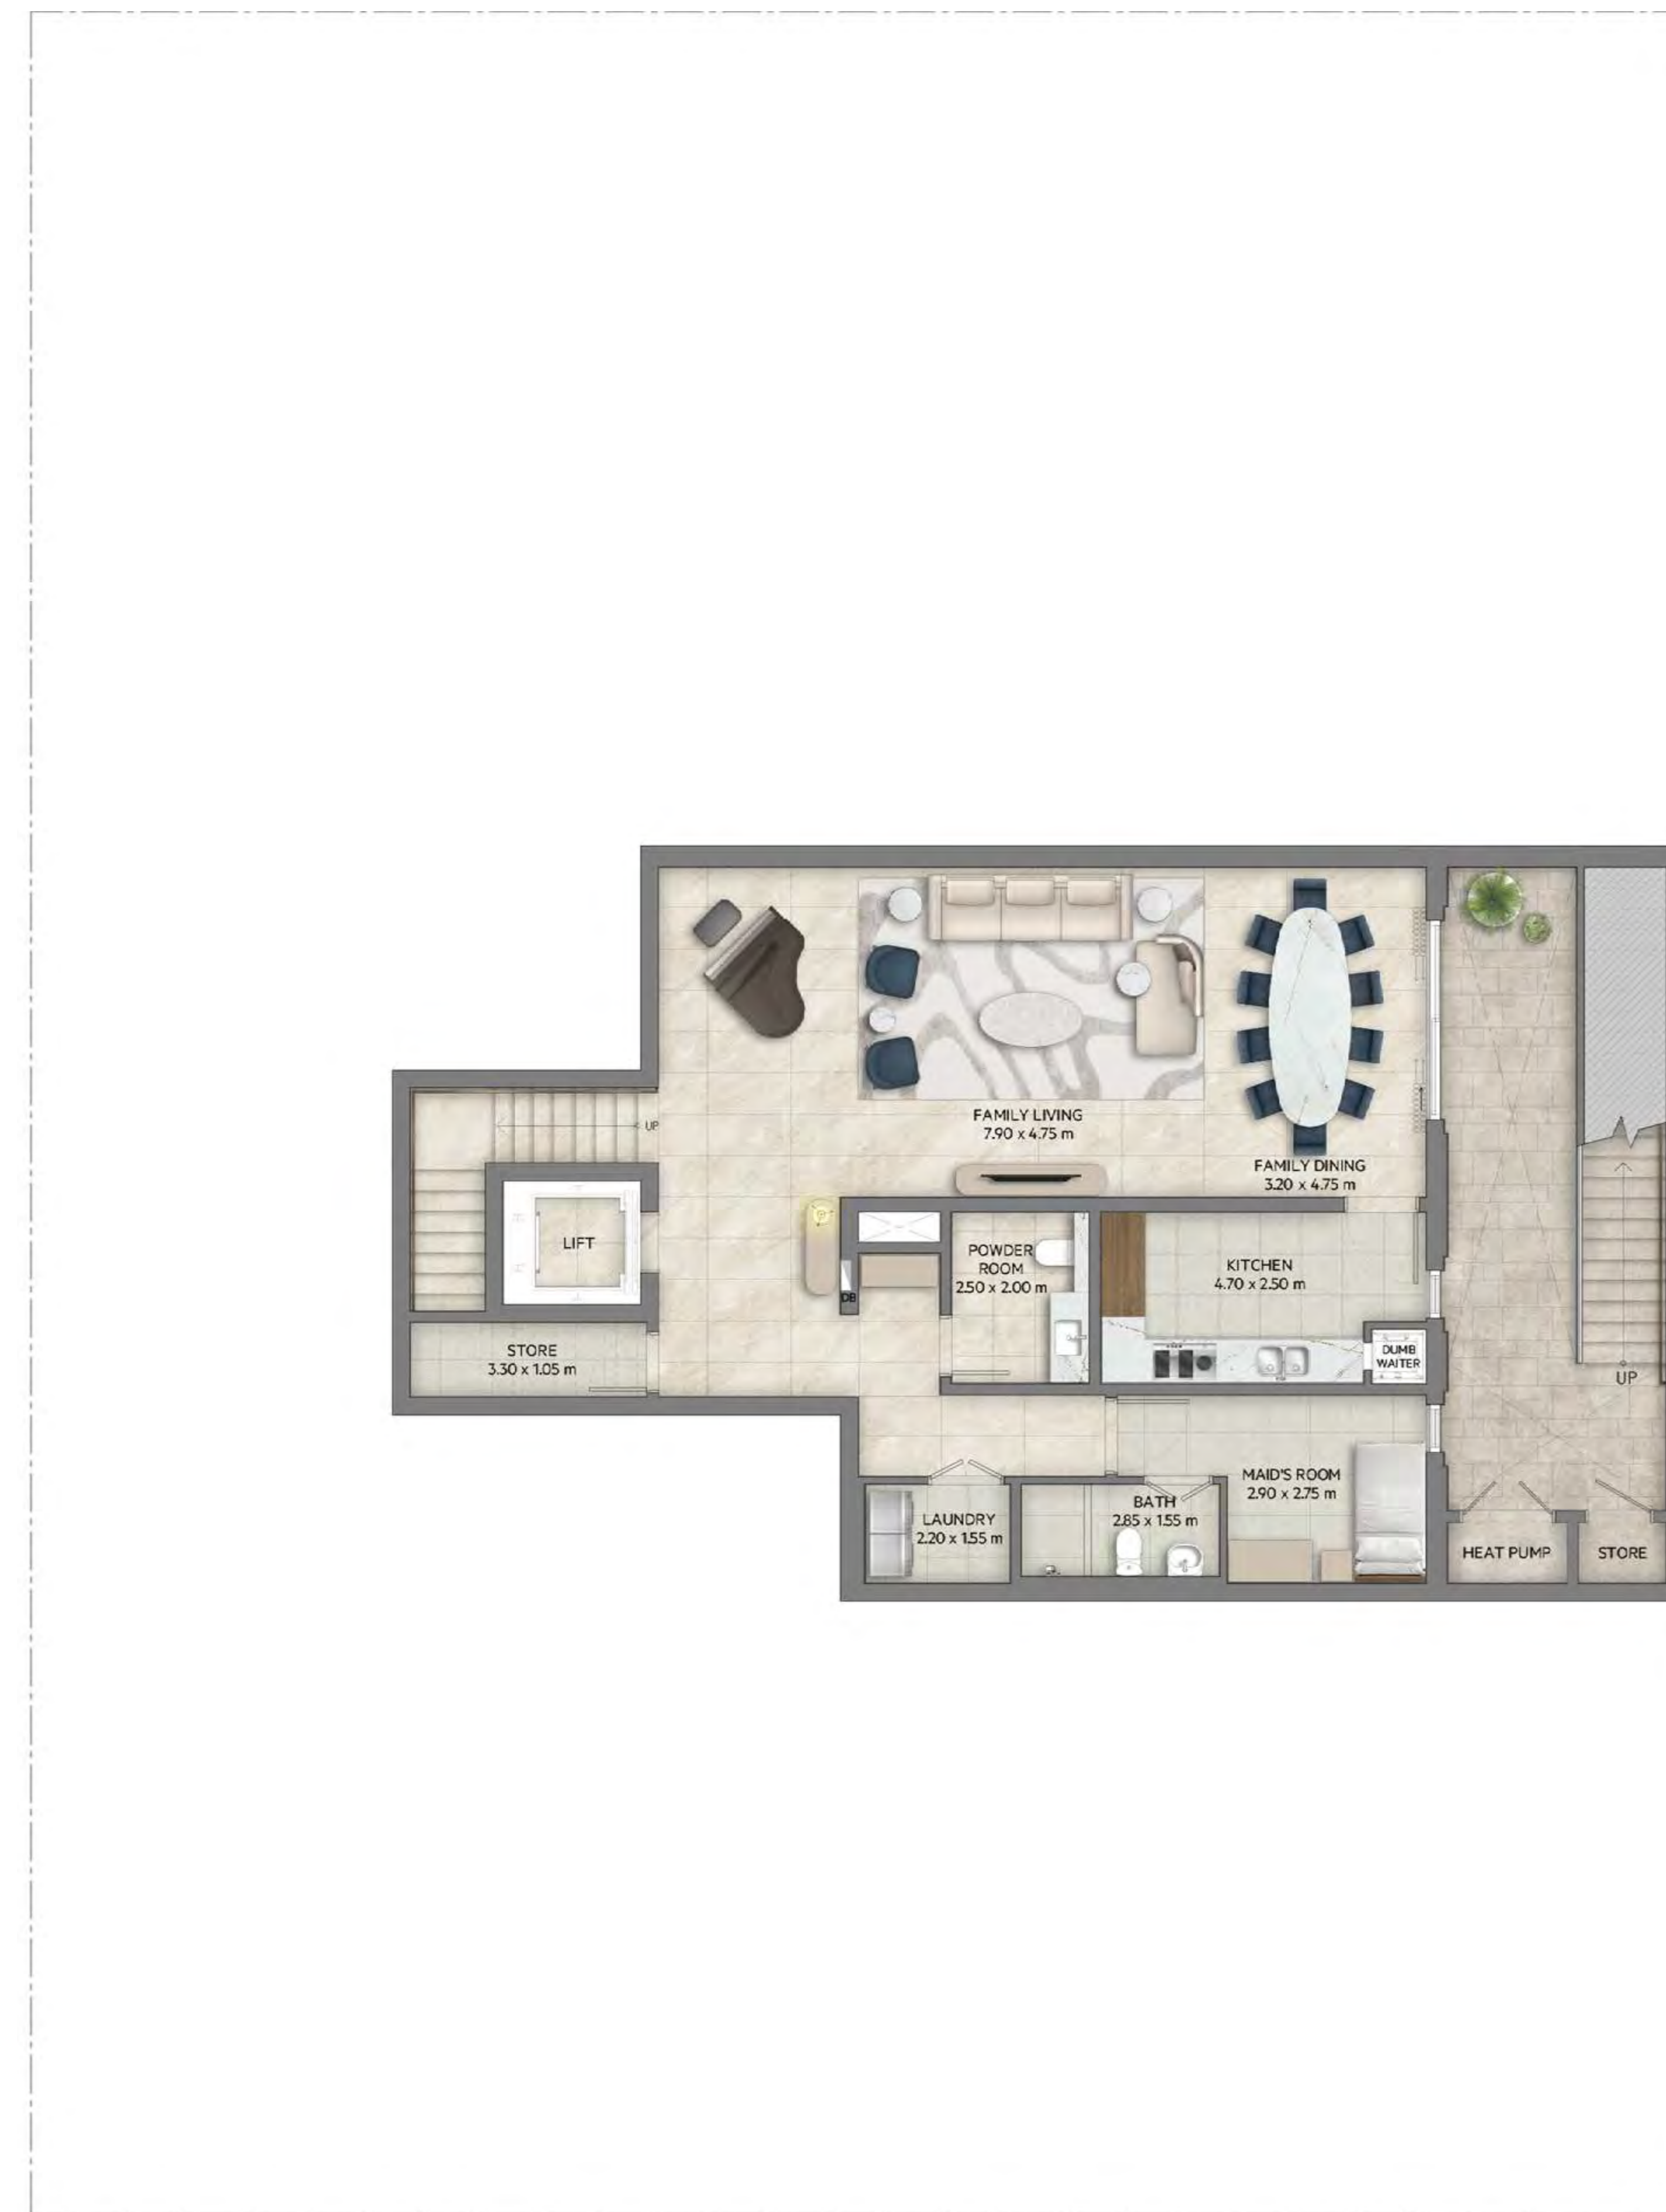 FAMILY LIVING
7.90 x 4.75 m
UP
FAMILY DINING
3.20 x 4.75 m
LIFT
POWDER
ROOM
2.50 x 2.00 m
KITCHEN
4.70 x 2.50 m
DB
STORE
3.30 x 1.05 m
DUMB
WAITER
UP
MAID'S ROOM
2.90 x 2.75 m
BATH
2.85 x 1.55 m
LAUNDRY
2.20 x 1.55 m
HEAT PUMP
STORE